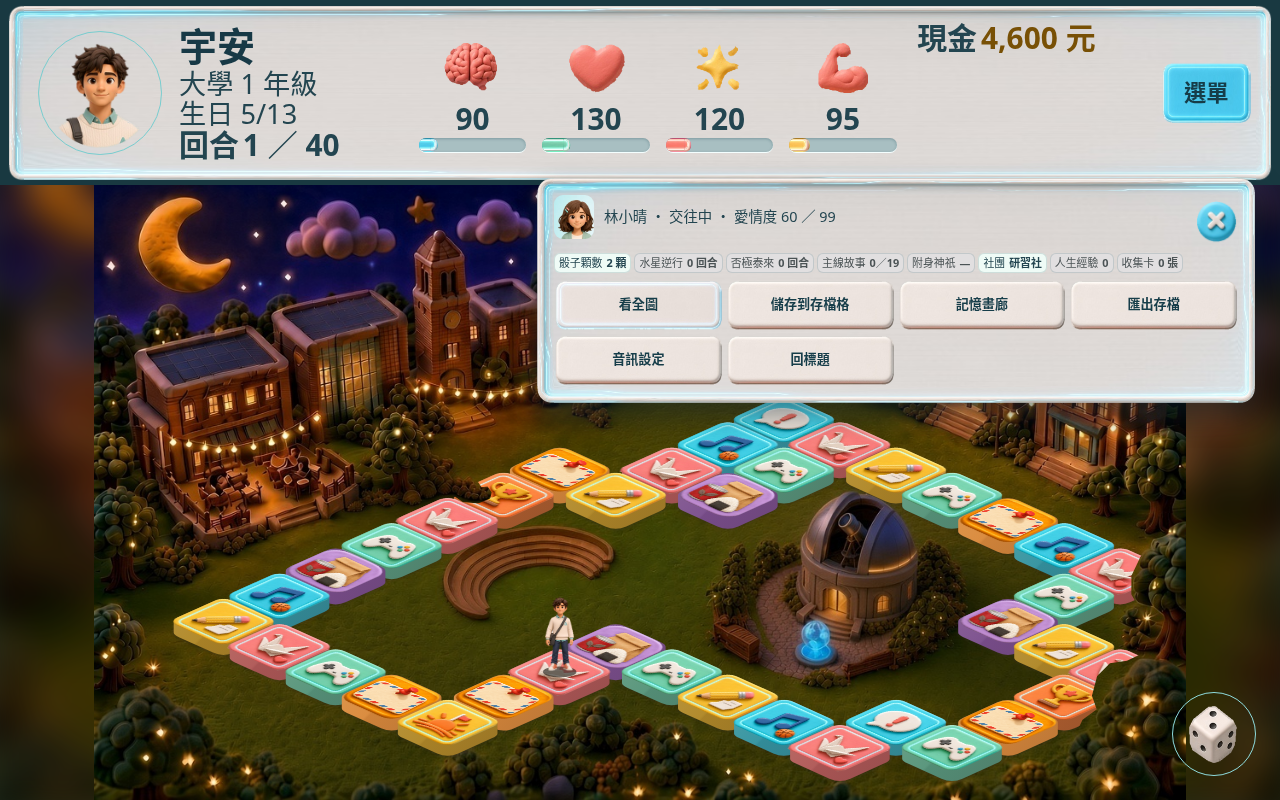 宇安
大學 1 年級
生日 5/13
回合 1 ／ 40
90
130
120
95
現金 4,600 元
選單
林小晴 · 交往中 · 愛情度 60 ／ 99
骰子顆數 2 顆
水星逆行 0 回合
否極泰來 0 回合
主線故事 0／19
附身神祇 —
社團 研習社
人生經驗 0
收集卡 0 張
看全圖
儲存到存檔格
記憶畫廊
匯出存檔
音訊設定
回標題